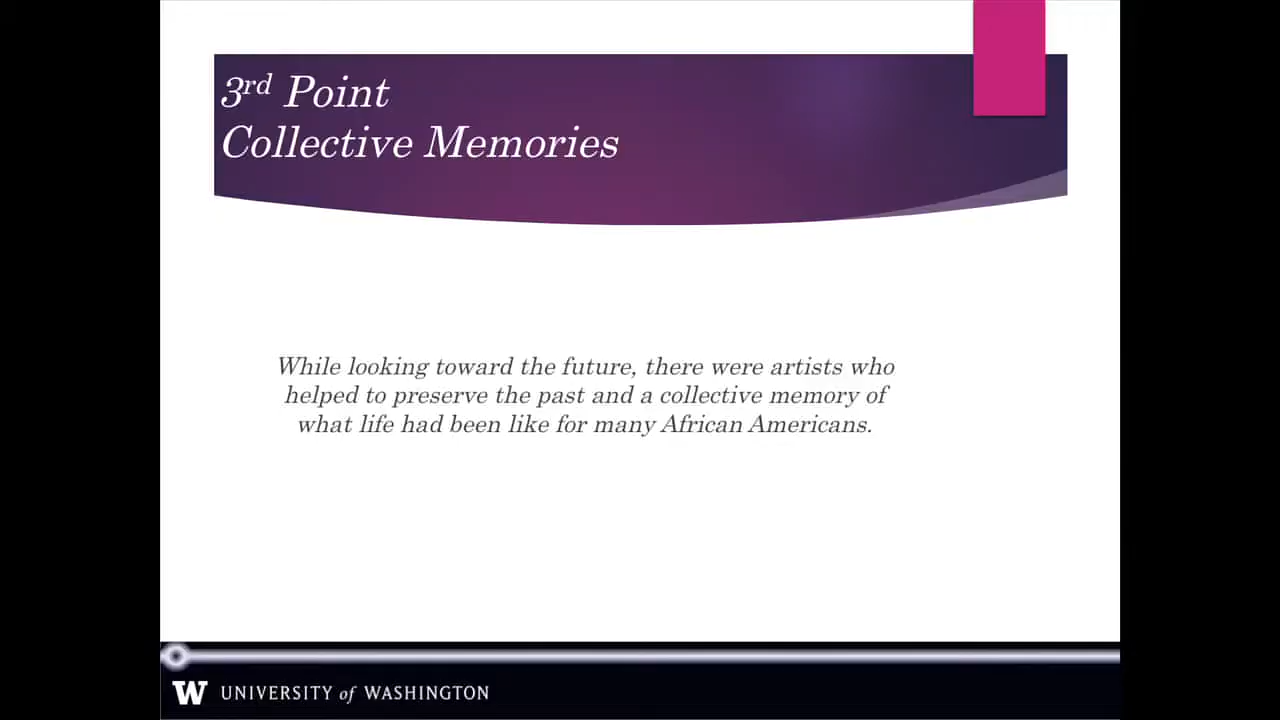 3rd Point
Collective Memories
While looking toward the future, there were artists who
helped to preserve the past and a collective memory of
what life had been like for many African Americans.
W UNIVERSITY of WASHINGTON